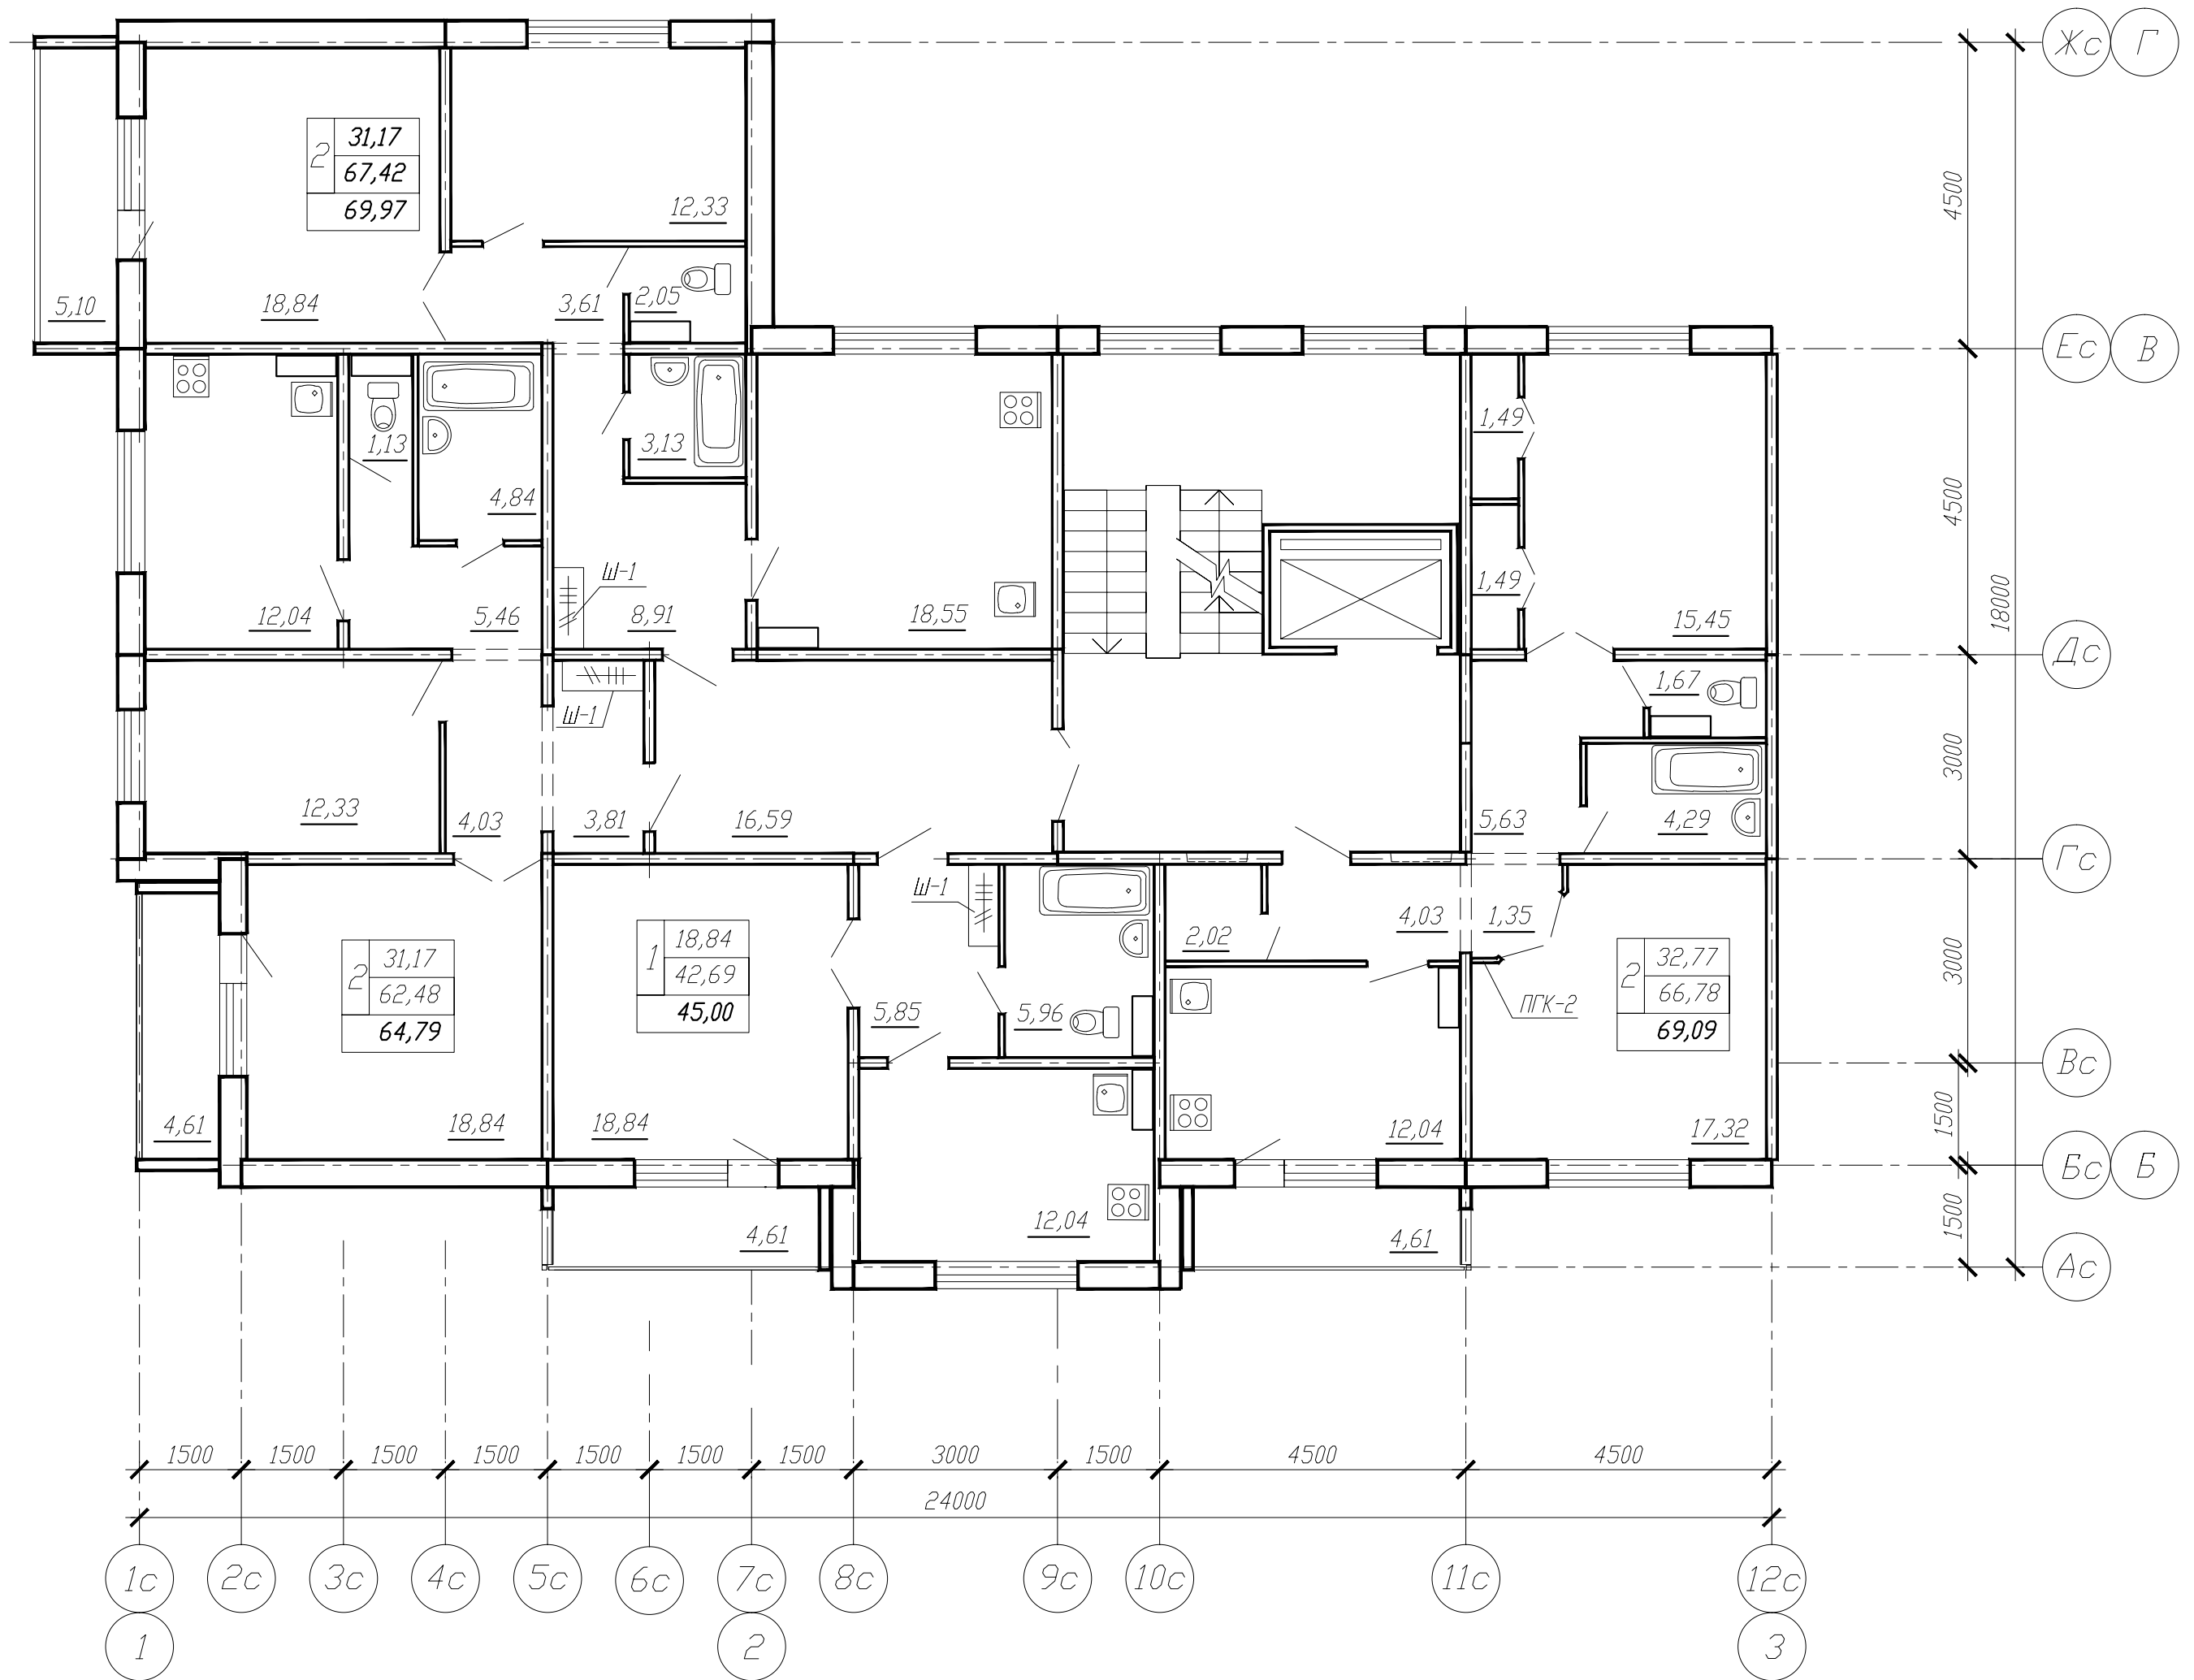 Жс Г
31,17
2 67,42
69,97
12,33
4500
5,10 18,84 3,61 2,05
Ес В
1,49
1,13 3,13
4,84
4500
Ш-1
1,49
12,04 5,46 8,91 18,55 15,45
18000
Дс
1,67
Ш-1
3000
12,33 4,03 3,81 16,59 5,63 4,29
Гс
Ш-1
4,03 1,35
2,02
31,17
2 62,48
64,79
18,84
1 42,69
45,00
32,77
2 66,78
69,09
3000
5,85 5,96 ПГК-2
Вс
4,61 18,84 18,84 12,04 17,32
1500
Бс Б
4,61 12,04 4,61
1500
Ас
1500 1500 1500 1500 1500 1500 1500 3000 1500 4500 4500
24000
1с 2с 3с 4с 5с 6с 7с 8с 9с 10с 11с 12с
1 2 3